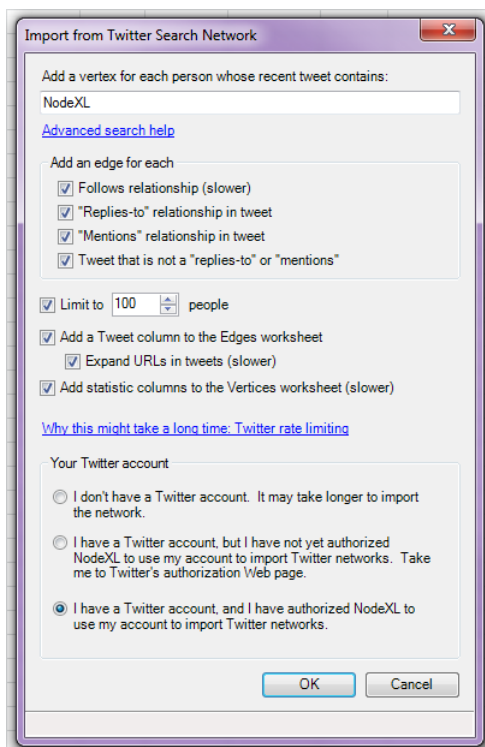 Import from Twitter Search Network
Add a vertex for each person whose recent tweet contains:
NodeXL
Advanced search help
Add an edge for each
Follows relationship (slower)
"Replies-to" relationship in tweet
"Mentions" relationship in tweet
Tweet that is not a "replies-to" or "mentions"
Limit to 100 people
Add a Tweet column to the Edges worksheet
Expand URLs in tweets (slower)
Add statistic columns to the Vertices worksheet (slower)
Why this might take a long time: Twitter rate limiting
Your Twitter account
I don't have a Twitter account. It may take longer to import
the network.
I have a Twitter account, but I have not yet authorized
NodeXL to use my account to import Twitter networks. Take
me to Twitter's authorization Web page.
I have a Twitter account, and I have authorized NodeXL to
use my account to import Twitter networks.
OK Cancel